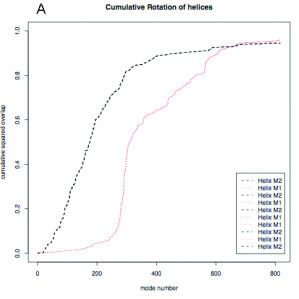 A
Cumulative Rotation of helices
cumulative squared overlap
1.0
0.8
0.6
0.4
0.2
0.0
0
200
400
600
800
mode number
Helix M2
Helix M1
Helix M1
Helix M2
Helix M2
Helix M1
Helix M1
Helix M2
Helix M1
Helix M2